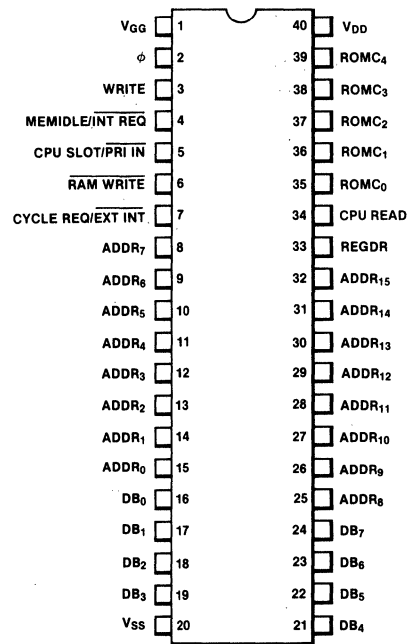 V_GG 1 40 V_DD
ϕ 2 39 ROMC₄
WRITE 3 38 ROMC₃
MEMIDLE/INT REQ 4 37 ROMC₂
CPU SLOT/PRI IN 5 36 ROMC₁
RAM WRITE 6 35 ROMC₀
CYCLE REQ/EXT INT 7 34 CPU READ
ADDR₇ 8 33 REGDR
ADDR₆ 9 32 ADDR₁₅
ADDR₅ 10 31 ADDR₁₄
ADDR₄ 11 30 ADDR₁₃
ADDR₃ 12 29 ADDR₁₂
ADDR₂ 13 28 ADDR₁₁
ADDR₁ 14 27 ADDR₁₀
ADDR₀ 15 26 ADDR₉
DB₀ 16 25 ADDR₈
DB₁ 17 24 DB₇
DB₂ 18 23 DB₆
DB₃ 19 22 DB₅
V_SS 20 21 DB₄